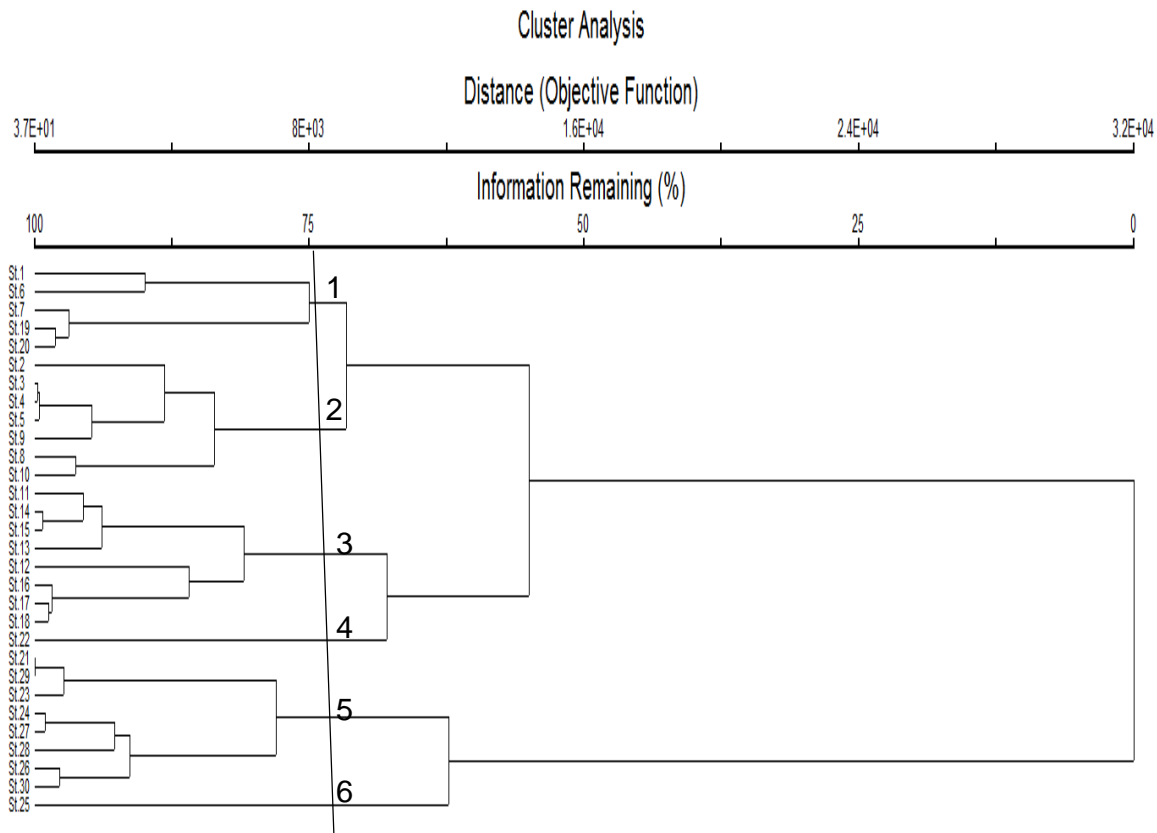 Cluster Analysis
Distance (Objective Function)
3.7E+01 8E+03 1.6E+04 2.4E+04 3.2E+04
Information Remaining (%)
100 75 50 25 0
St.1
1
St.6
St.7
St.19
St.20
St.2
St.3
St.4
2
St.5
St.9
St.8
St.10
St.11
St.14
St.15
3
St.13
St.12
St.16
St.17
St.18
4
St.22
St.21
St.29
St.23
5
St.24
St.27
St.28
St.26
St.30
6
St.25